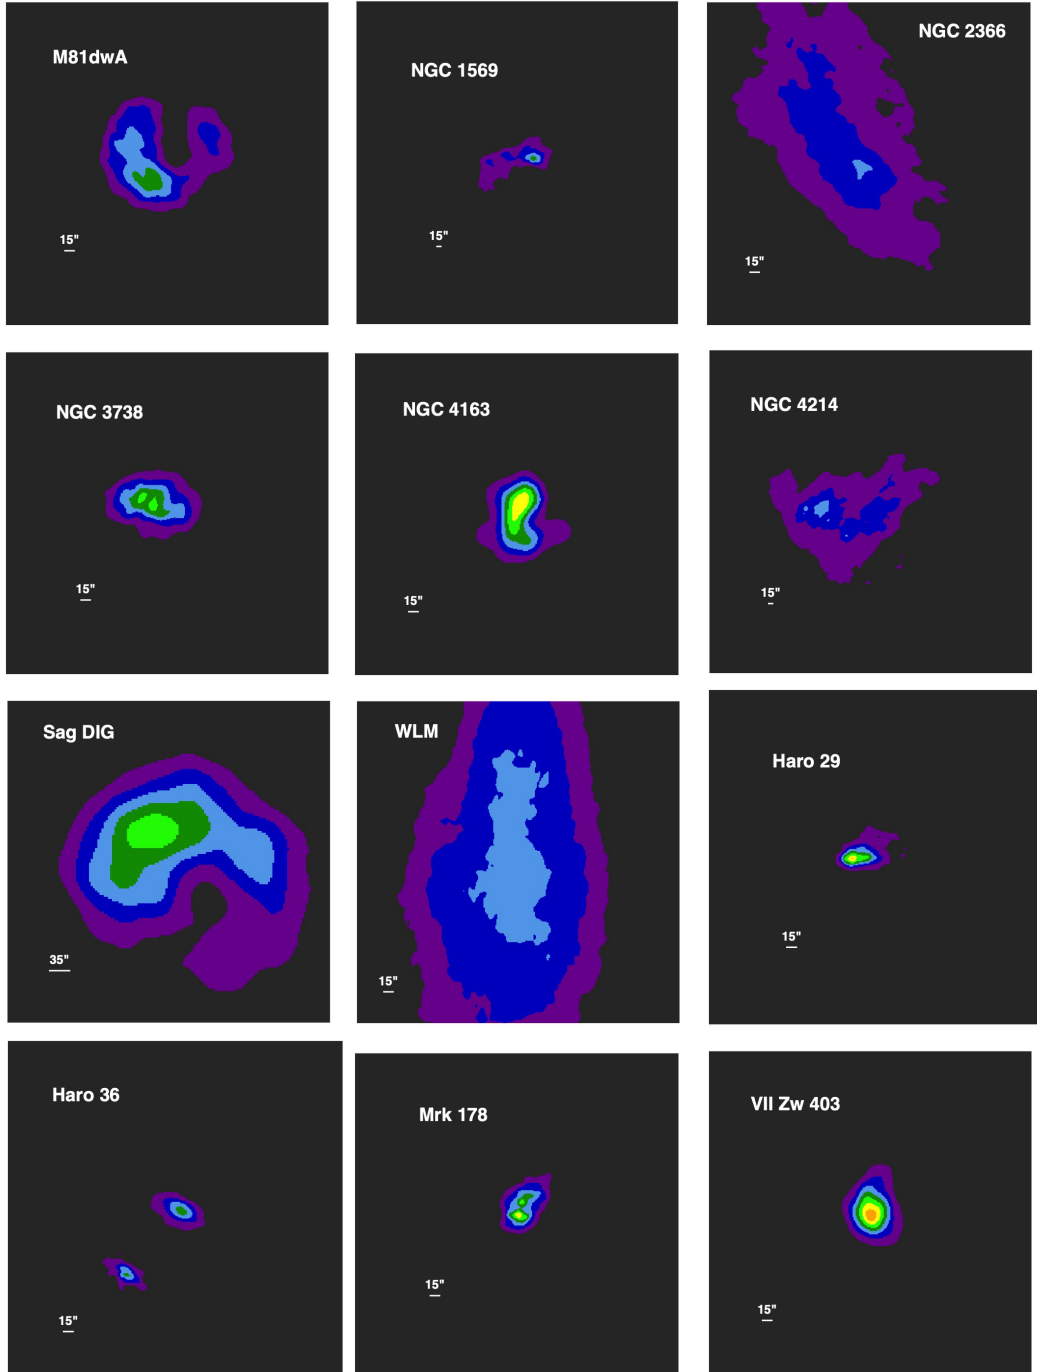 M81dwA
15"
NGC 1569
15"
NGC 2366
15"
NGC 3738
15"
NGC 4163
15"
NGC 4214
15"
Sag DIG
35"
WLM
15"
Haro 29
15"
Haro 36
15"
Mrk 178
15"
VII Zw 403
15"